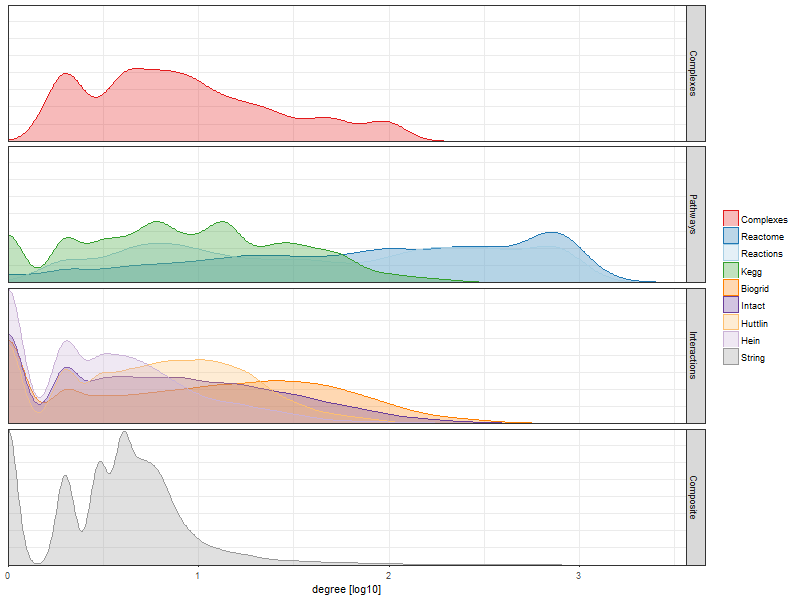 Complexes
Pathways
Interactions
Composite
0
1
2
3
degree [log10]
Complexes
Reactome
Reactions
Kegg
Biogrid
Intact
Huttlin
Hein
String